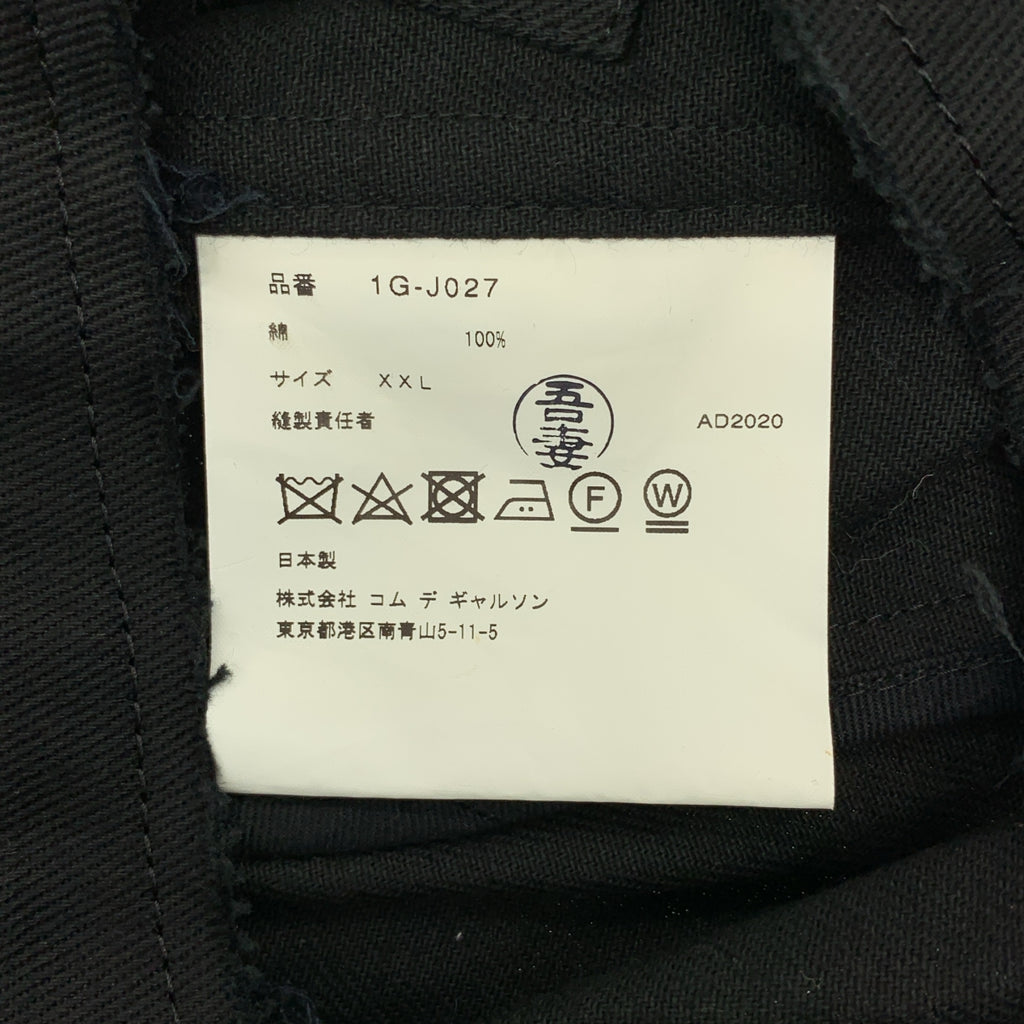 品番 1G-J027
綿 100%
サイズ XXL
縫製責任者 吾妻 AD2020
F W
日本製
株式会社 コム デ ギャルソン
東京都港区南青山5-11-5